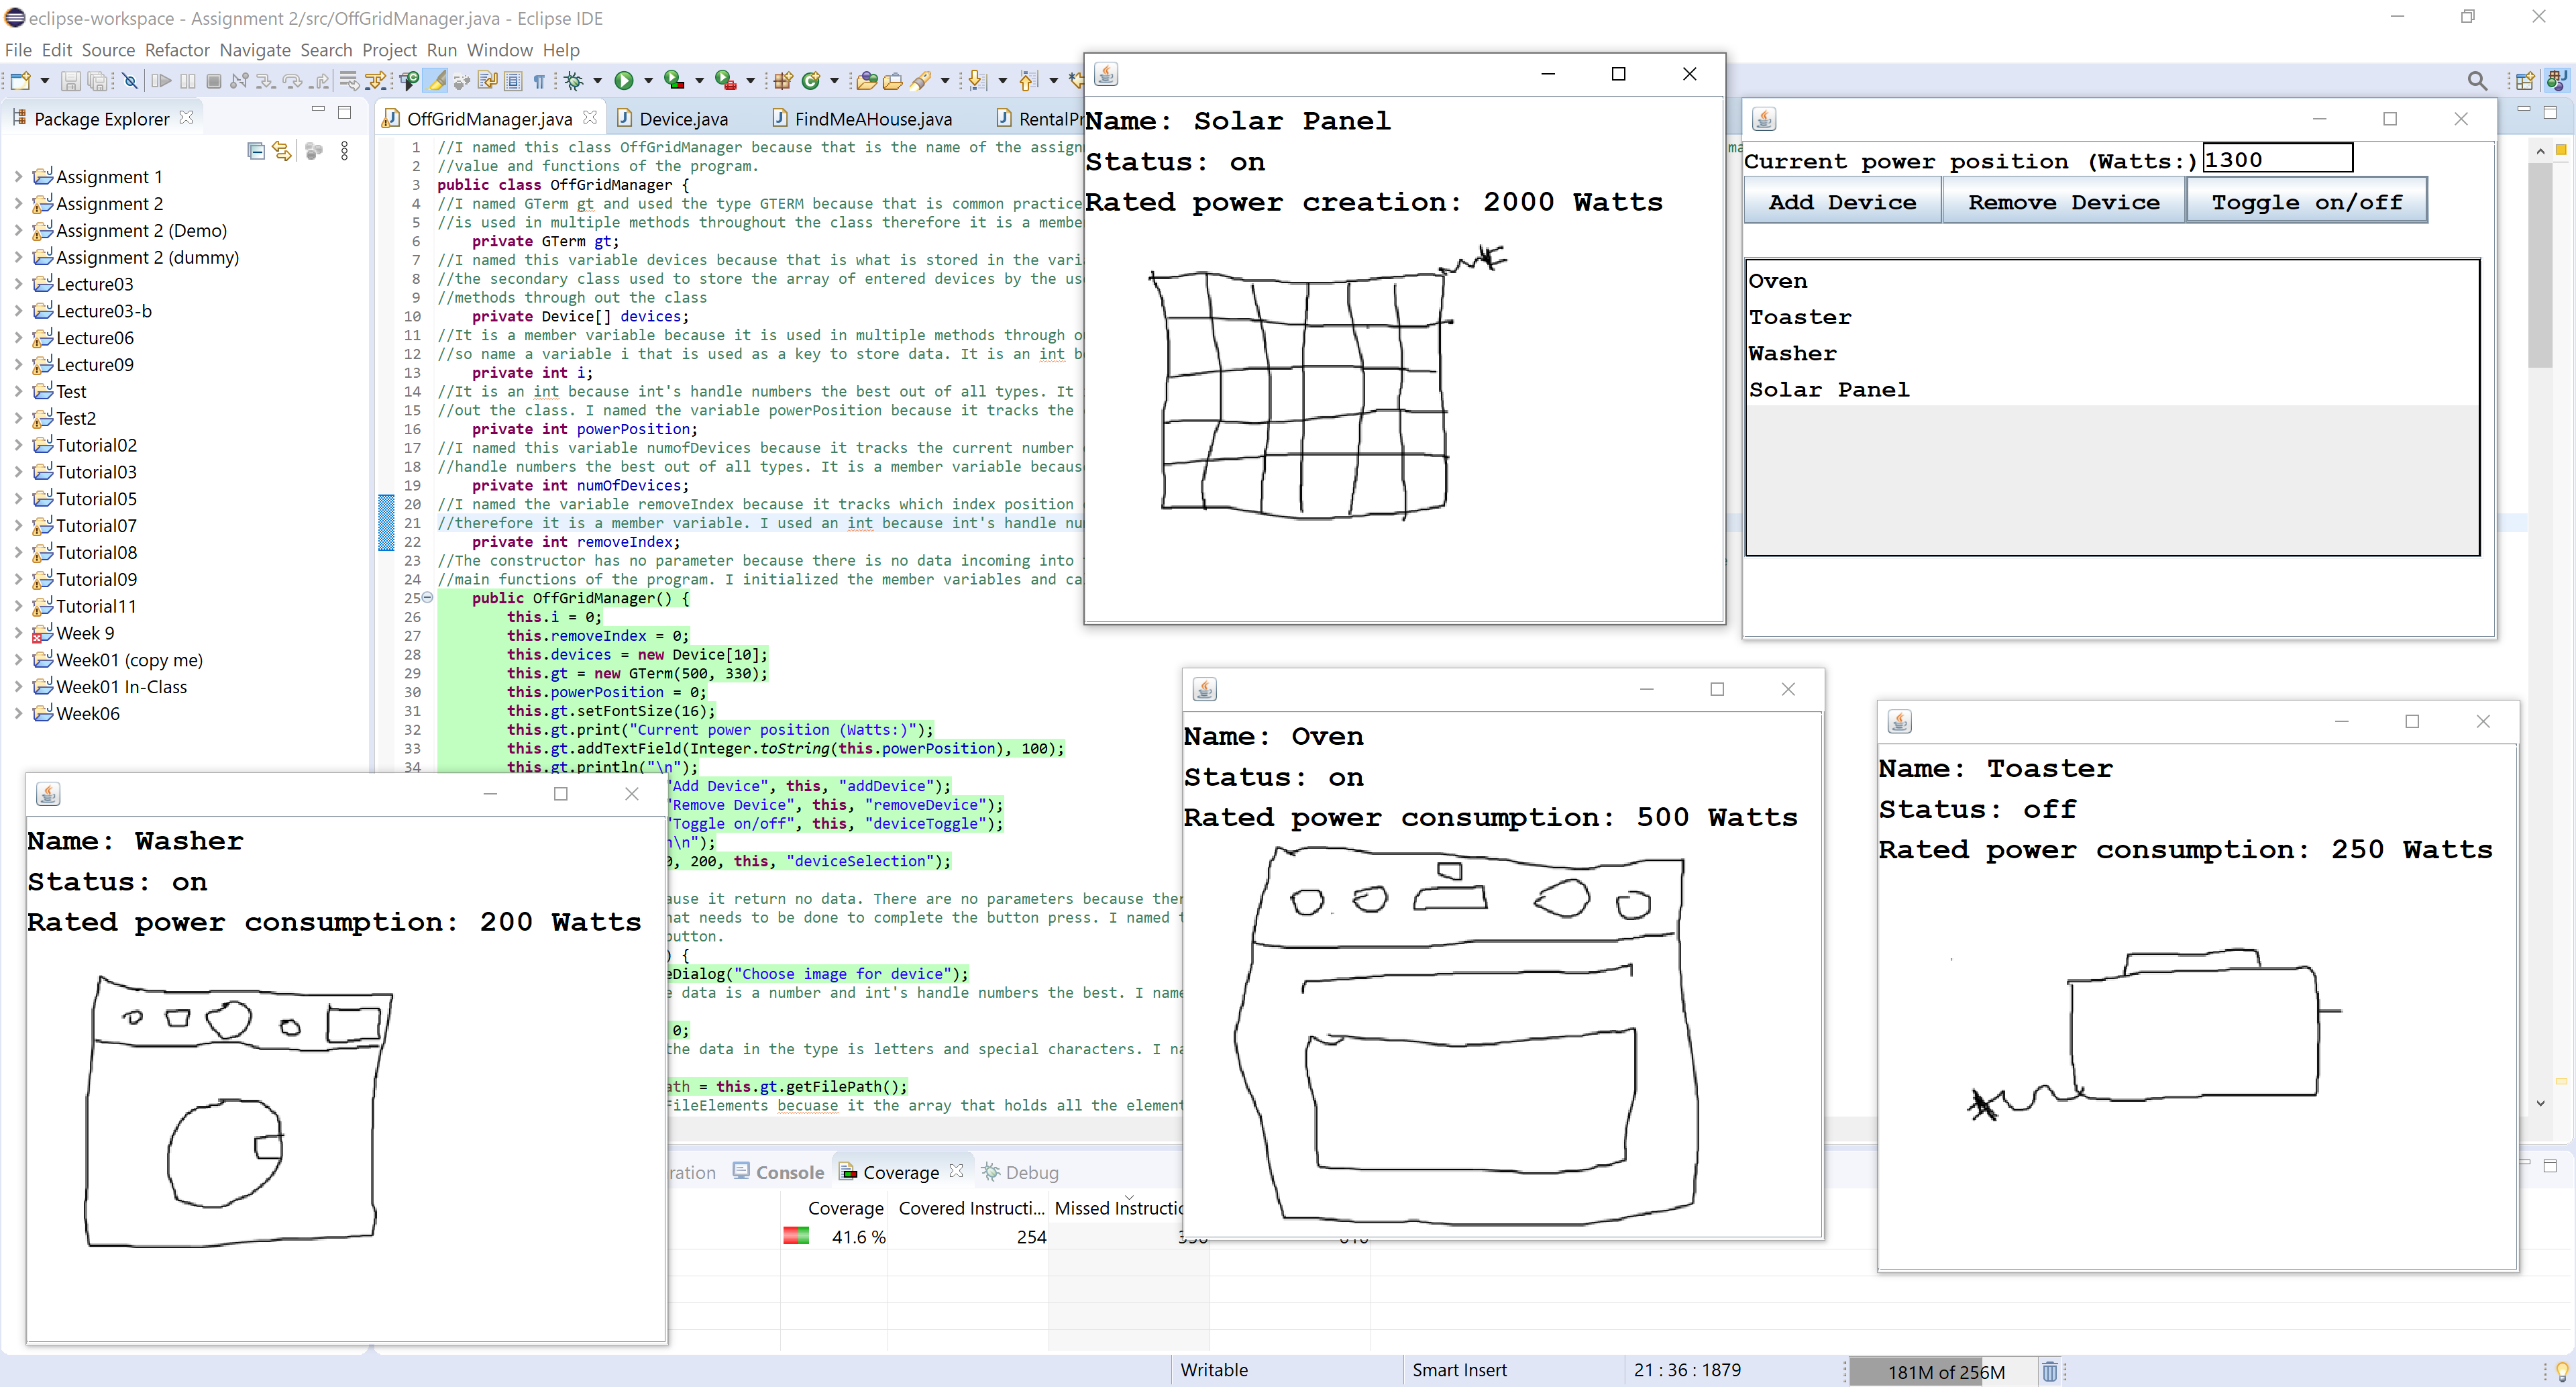 eclipse-workspace - Assignment 2/src/OffGridManager.java - Eclipse IDE
File Edit Source Refactor Navigate Search Project Run Window Help
Package Explorer
Assignment 1
Assignment 2
Assignment 2 (Demo)
Assignment 2 (dummy)
Lecture03
Lecture03-b
Lecture06
Lecture09
Test
Test2
Tutorial02
Tutorial03
Tutorial05
Tutorial07
Tutorial08
Tutorial09
Tutorial11
Week 9
Week01 (copy me)
Week01 In-Class
Week06
OffGridManager.java Device.java FindMeAHouse.java RentalPr
1 //I named this class OffGridManager because that is the name of the assign
2 //value and functions of the program.
3 public class OffGridManager {
4 //I named GTerm gt and used the type GTERM because that is common practice
5 //is used in multiple methods throughout the class therefore it is a membe
6 private GTerm gt;
7 //I named this variable devices because that is what is stored in the vari
8 //the secondary class used to store the array of entered devices by the us
9 //methods through out the class
10 private Device[] devices;
11 //It is a member variable because it is used in multiple methods through o
12 //so name a variable i that is used as a key to store data. It is an int b
13 private int i;
14 //It is an int because int's handle numbers the best out of all types. It
15 //out the class. I named the variable powerPosition because it tracks the
16 private int powerPosition;
17 //I named this variable numofDevices because it tracks the current number
18 //handle numbers the best out of all types. It is a member variable becaus
19 private int numOfDevices;
20 //I named the variable removeIndex because it tracks which index position
21 //therefore it is a member variable. I used an int because int's handle nu
22 private int removeIndex;
23 //The constructor has no parameter because there is no data incoming into
24 //main functions of the program. I initialized the member variables and ca
25 public OffGridManager() {
26 this.i = 0;
27 this.removeIndex = 0;
28 this.devices = new Device[10];
29 this.gt = new GTerm(500, 330);
30 this.powerPosition = 0;
31 this.gt.setFontSize(16);
32 this.gt.print("Current power position (Watts:)");
33 this.gt.addTextField(Integer.toString(this.powerPosition), 100);
34 this.gt.println("\n");
"Add Device", this, "addDevice");
"Remove Device", this, "removeDevice");
"Toggle on/off", this, "deviceToggle");
\n");
0, 200, this, "deviceSelection");
ause it return no data. There are no parameters because ther
hat needs to be done to complete the button press. I named t
button.
) {
eDialog("Choose image for device");
e data is a number and int's handle numbers the best. I name
0;
the data in the type is letters and special characters. I na
ath = this.gt.getFilePath();
FileElements becuase it the array that holds all the element
ma
Name: Solar Panel
Status: on
Rated power creation: 2000 Watts
Current power position (Watts:) 1300
Add Device Remove Device Toggle on/off
Oven
Toaster
Washer
Solar Panel
Name: Washer
Status: on
Rated power consumption: 200 Watts
Name: Oven
Status: on
Rated power consumption: 500 Watts
Name: Toaster
Status: off
Rated power consumption: 250 Watts
ration Console Coverage Debug
Coverage Covered Instructi... Missed Instructio
41.6 % 254
Writable Smart Insert 21 : 36 : 1879 181M of 256M